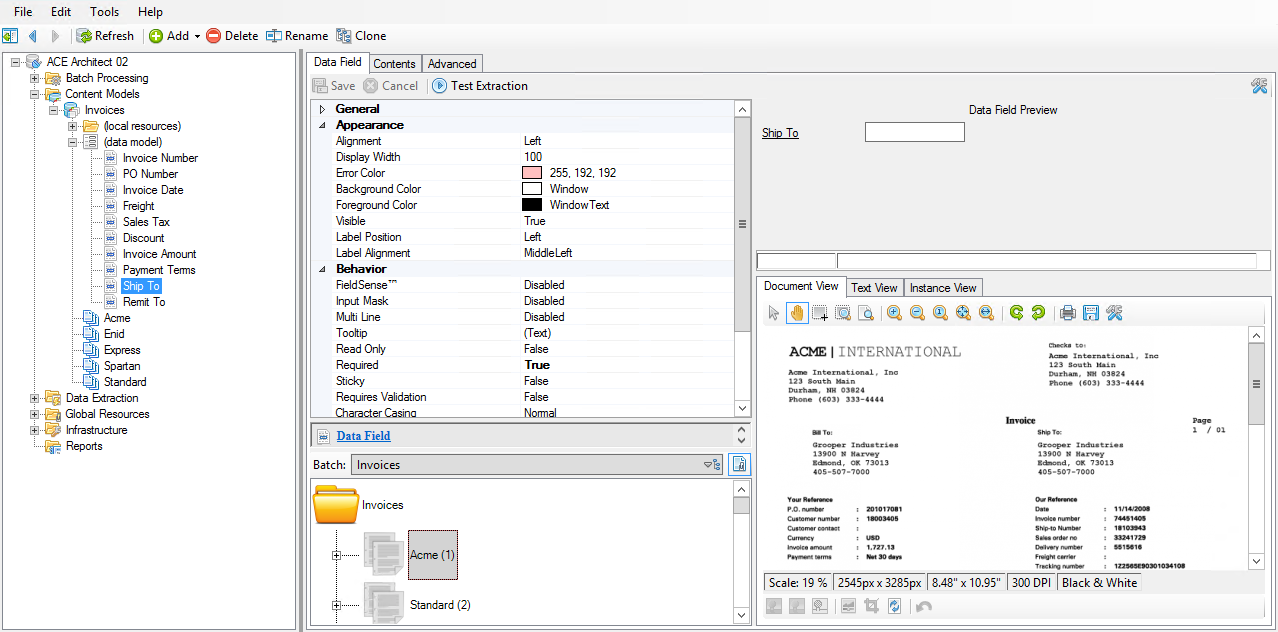 File Edit Tools Help
Refresh Add Delete Rename Clone
ACE Architect 02
Batch Processing
Content Models
Invoices
(local resources)
(data model)
Invoice Number
PO Number
Invoice Date
Freight
Sales Tax
Discount
Invoice Amount
Payment Terms
Ship To
Remit To
Acme
Enid
Express
Spartan
Standard
Data Extraction
Global Resources
Infrastructure
Reports
Data Field Contents Advanced
Save Cancel Test Extraction
General
Appearance
Alignment Left
Display Width 100
Error Color 255, 192, 192
Background Color Window
Foreground Color WindowText
Visible True
Label Position Left
Label Alignment MiddleLeft
Behavior
FieldSense™ Disabled
Input Mask Disabled
Multi Line Disabled
Tooltip (Text)
Read Only False
Required True
Sticky False
Requires Validation False
Character Casing Normal
Data Field
Batch: Invoices
Invoices
Acme (1)
Standard (2)
Data Field Preview
Ship To
Document View Text View Instance View
ACME | INTERNATIONAL
Acme International, Inc
123 South Main
Durham, NH 03824
Phone (603) 333-4444
Checks to:
Acme International, Inc
123 South Main
Durham, NH 03824
Phone (603) 333-4444
Invoice
Page
1 / 01
Bill To:
Grooper Industries
13900 N Harvey
Edmond, OK 73013
405-507-7000
Ship To:
Grooper Industries
13900 N Harvey
Edmond, OK 73013
405-507-7000
Your Reference
P.O. number : 201017081
Customer number : 18003405
Customer contact :
Currency : USD
Invoice amount : 1,727.13
Payment terms : Net 30 days
Our Reference
Date : 11/14/2008
Invoice number : 74451405
Ship-to Number : 18103943
Sales order no : 33241729
Delivery number : 5515616
Freight carrier :
Tracking number : 1Z2565E90301034108
Scale: 19 % 2545px x 3285px 8.48" x 10.95" 300 DPI Black & White